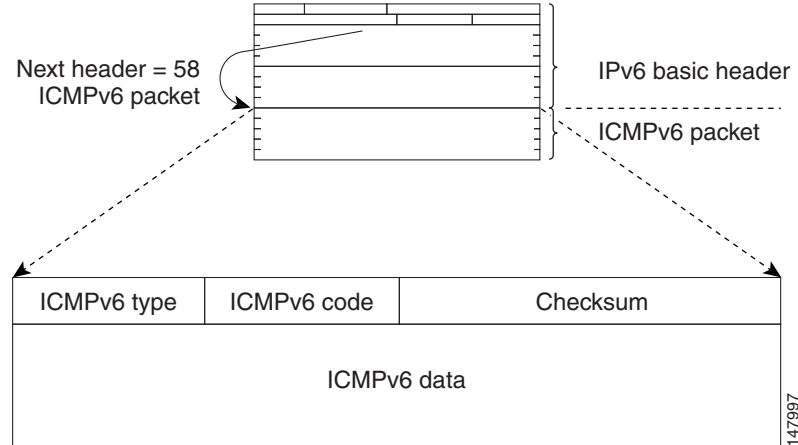 Next header = 58
ICMPv6 packet
IPv6 basic header
ICMPv6 packet
ICMPv6 type
ICMPv6 code
Checksum
ICMPv6 data
147997